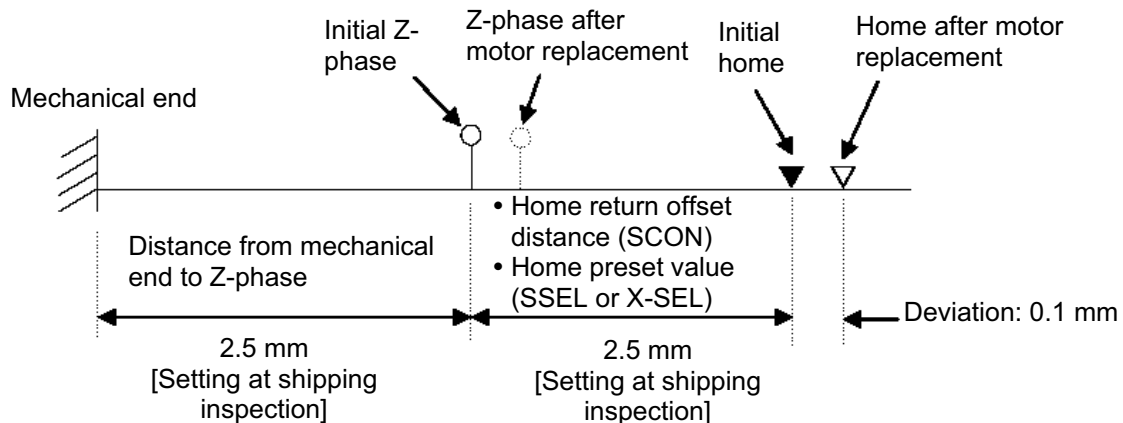 Initial Z-
phase
Z-phase after
motor replacement
Initial
home
Home after motor
replacement
Mechanical end
Distance from mechanical
end to Z-phase
• Home return offset
distance (SCON)
• Home preset value
(SSEL or X-SEL)
Deviation: 0.1 mm
2.5 mm
[Setting at shipping
inspection]
2.5 mm
[Setting at shipping
inspection]